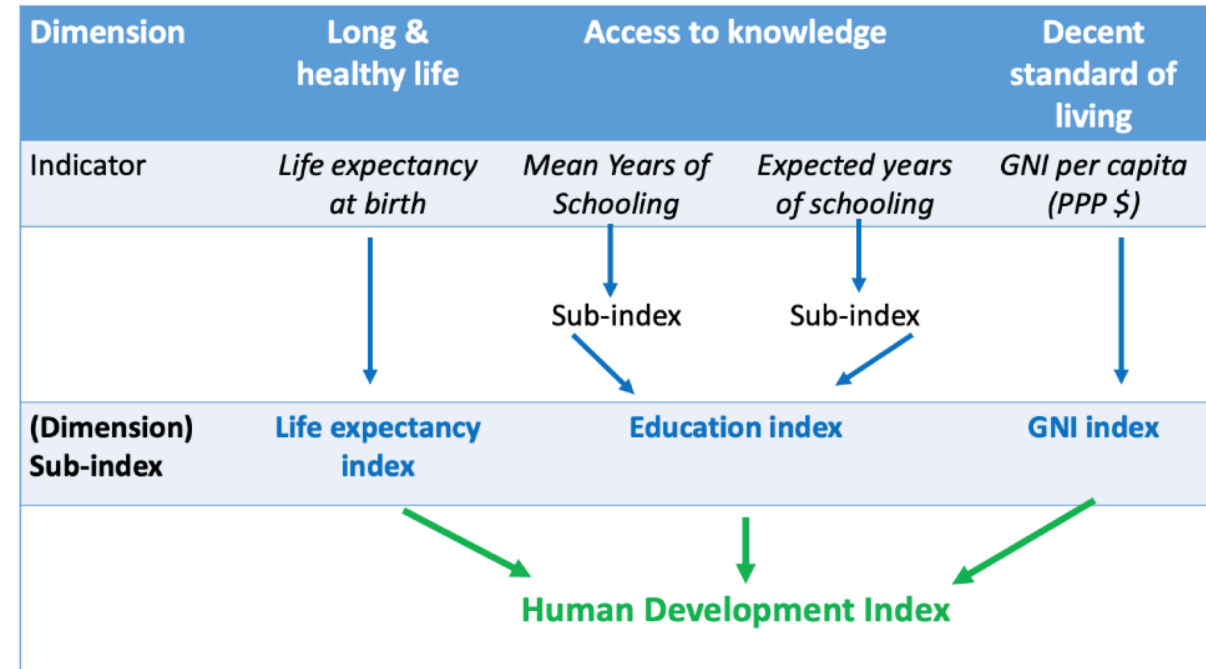 Dimension
Long &
healthy life
Access to knowledge
Decent
standard of
living
Indicator
Life expectancy
at birth
Mean Years of
Schooling
Expected years
of schooling
GNI per capita
(PPP $)
Sub-index
Sub-index
(Dimension)
Sub-index
Life expectancy
index
Education index
GNI index
Human Development Index